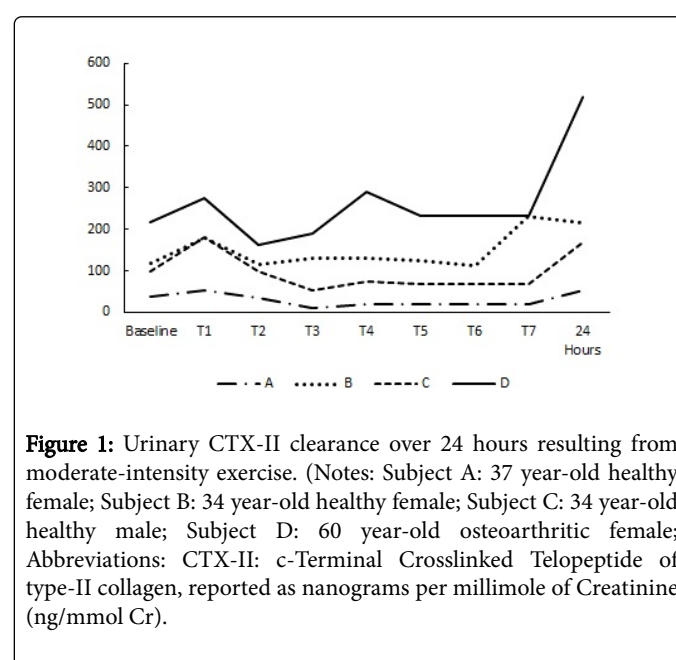 600
500
400
300
200
100
0
Baseline T1 T2 T3 T4 T5 T6 T7 24
Hours
A B C D
Figure 1: Urinary CTX-II clearance over 24 hours resulting from
moderate-intensity exercise. (Notes: Subject A: 37 year-old healthy
female; Subject B: 34 year-old healthy female; Subject C: 34 year-old
healthy male; Subject D: 60 year-old osteoarthritic female;
Abbreviations: CTX-II: c-Terminal Crosslinked Telopeptide of
type-II collagen, reported as nanograms per millimole of Creatinine
(ng/mmol Cr).